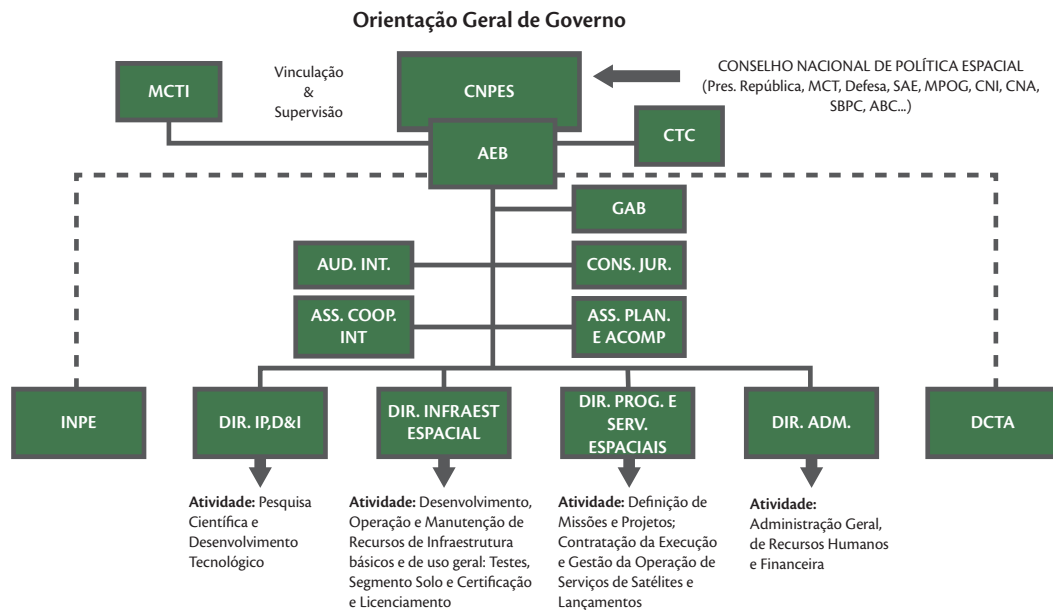 Orientação Geral de Governo
MCTI
Vinculação
&
Supervisão
CNPES
CONSELHO NACIONAL DE POLÍTICA ESPACIAL
(Pres. República, MCT, Defesa, SAE, MPOG, CNI, CNA,
SBPC, ABC...)
AEB
CTC
GAB
AUD. INT.
CONS. JUR.
ASS. COOP.
INT
ASS. PLAN.
E ACOMP
INPE
DIR. IP,D&I
DIR. INFRAEST
ESPACIAL
DIR. PROG. E
SERV.
ESPACIAIS
DIR. ADM.
DCTA
Atividade: Pesquisa
Científica e
Desenvolvimento
Tecnológico
Atividade: Desenvolvimento,
Operação e Manutenção de
Recursos de Infraestrutura
básicos e de uso geral: Testes,
Segmento Solo e Certificação
e Licenciamento
Atividade: Definição de
Missões e Projetos;
Contratação da Execução
e Gestão da Operação de
Serviços de Satélites e
Lançamentos
Atividade:
Administração Geral,
de Recursos Humanos
e Financeira